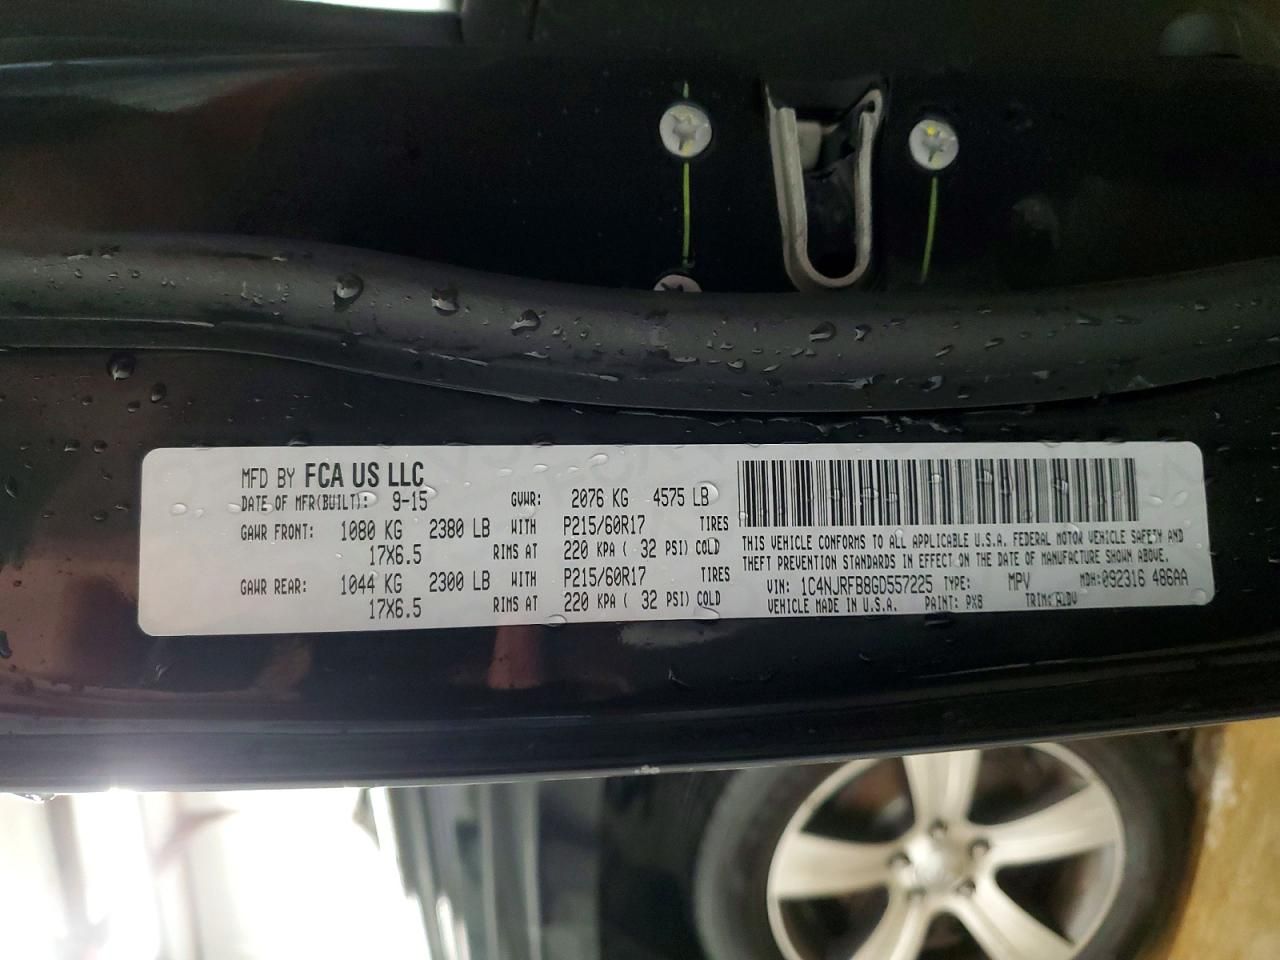 MFD BY FCA US LLC
DATE OF MFR(BUILT): 9-15 GVWR: 2076 KG 4575 LB
GAWR FRONT: 1080 KG 2380 LB WITH P215/60R17 TIRES
17X6.5 RIMS AT 220 KPA ( 32 PSI) COLD
GAWR REAR: 1044 KG 2300 LB WITH P215/60R17 TIRES
17X6.5 RIMS AT 220 KPA ( 32 PSI) COLD
THIS VEHICLE CONFORMS TO ALL APPLICABLE U.S.A. FEDERAL MOTOR VEHICLE SAFETY AND
THEFT PREVENTION STANDARDS IN EFFECT ON THE DATE OF MANUFACTURE SHOWN ABOVE.
VIN: 1C4NJRFB8GD557225 TYPE: MPV MDH:092316 486AA
VEHICLE MADE IN U.S.A. PAINT: PX8 TRIM: ALDV